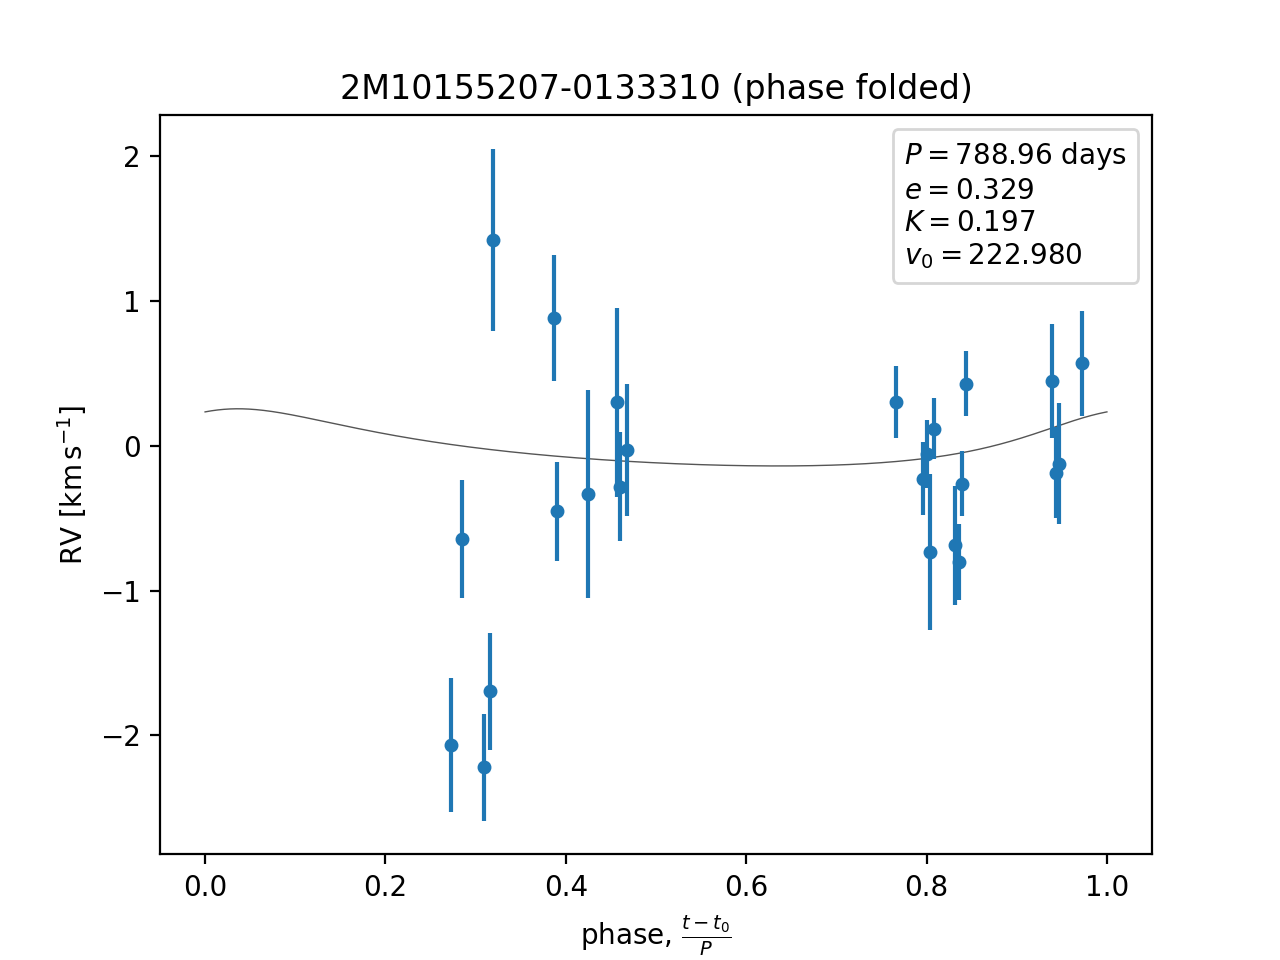 2M10155207-0133310 (phase folded)
P = 788.96 days
e = 0.329
K = 0.197
v₀ = 222.980
RV [km s⁻¹]
2
1
0
−1
−2
0.0 0.2 0.4 0.6 0.8 1.0
phase, (t − t₀)/P